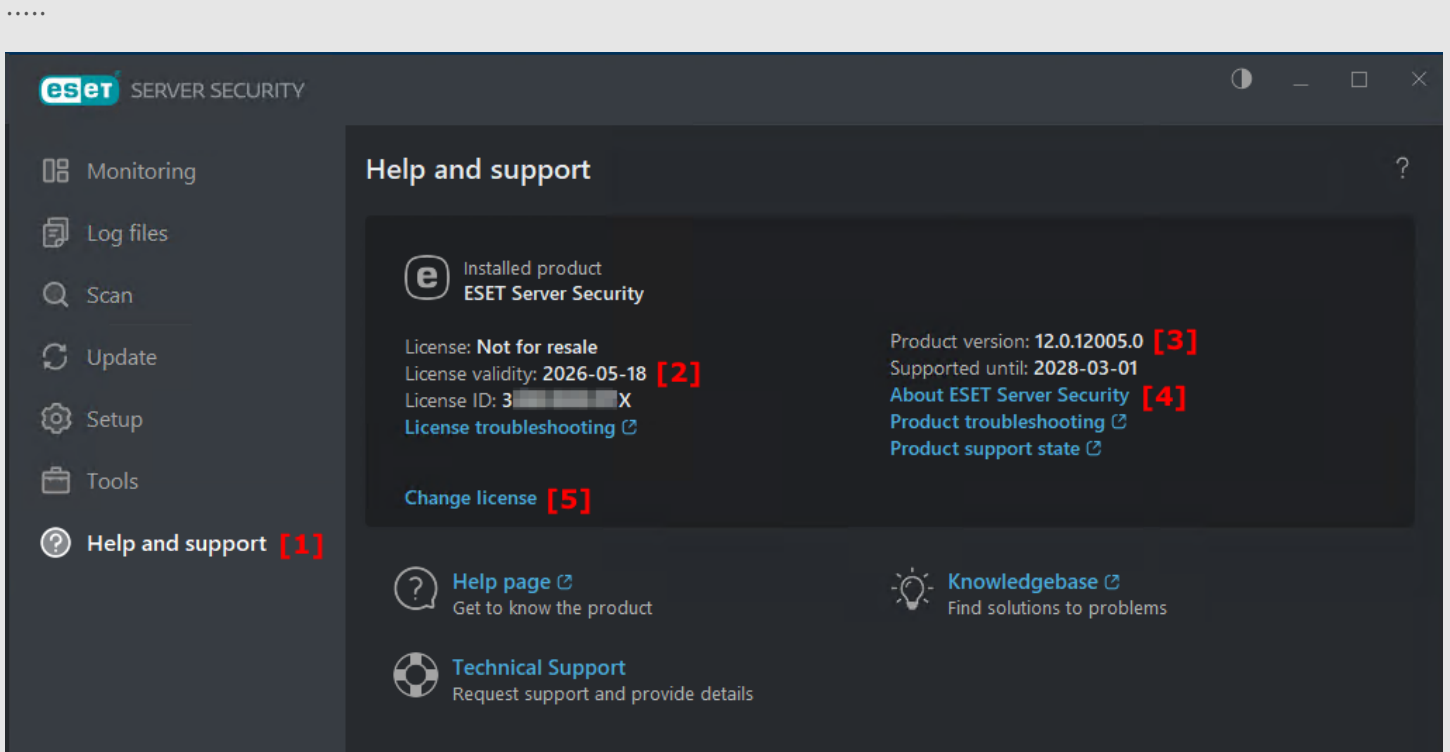 .....
eset SERVER SECURITY
Monitoring
Log files
Scan
Update
Setup
Tools
Help and support [1]
Help and support
?
Installed product
ESET Server Security
License: Not for resale
License validity: 2026-05-18 [2]
License ID: 3 X
License troubleshooting
Change license [5]
Product version: 12.0.12005.0 [3]
Supported until: 2028-03-01
About ESET Server Security [4]
Product troubleshooting
Product support state
Help page
Get to know the product
Knowledgebase
Find solutions to problems
Technical Support
Request support and provide details